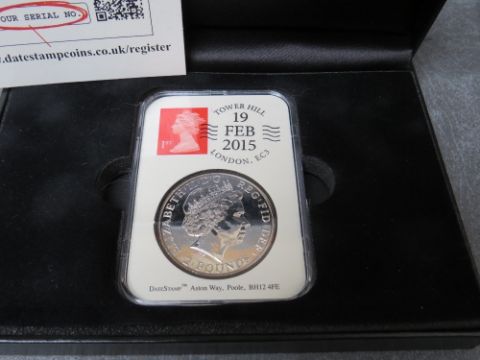 OUR SERIAL NO.
.datestampcoins.co.uk/register
1ST
TOWER HILL
19
FEB
2015
LONDON, EC3
ELIZABETH·II·D·G REG·FID·DEF
2 POUNDS
DATESTAMP™ Aston Way, Poole, BH12 4FE